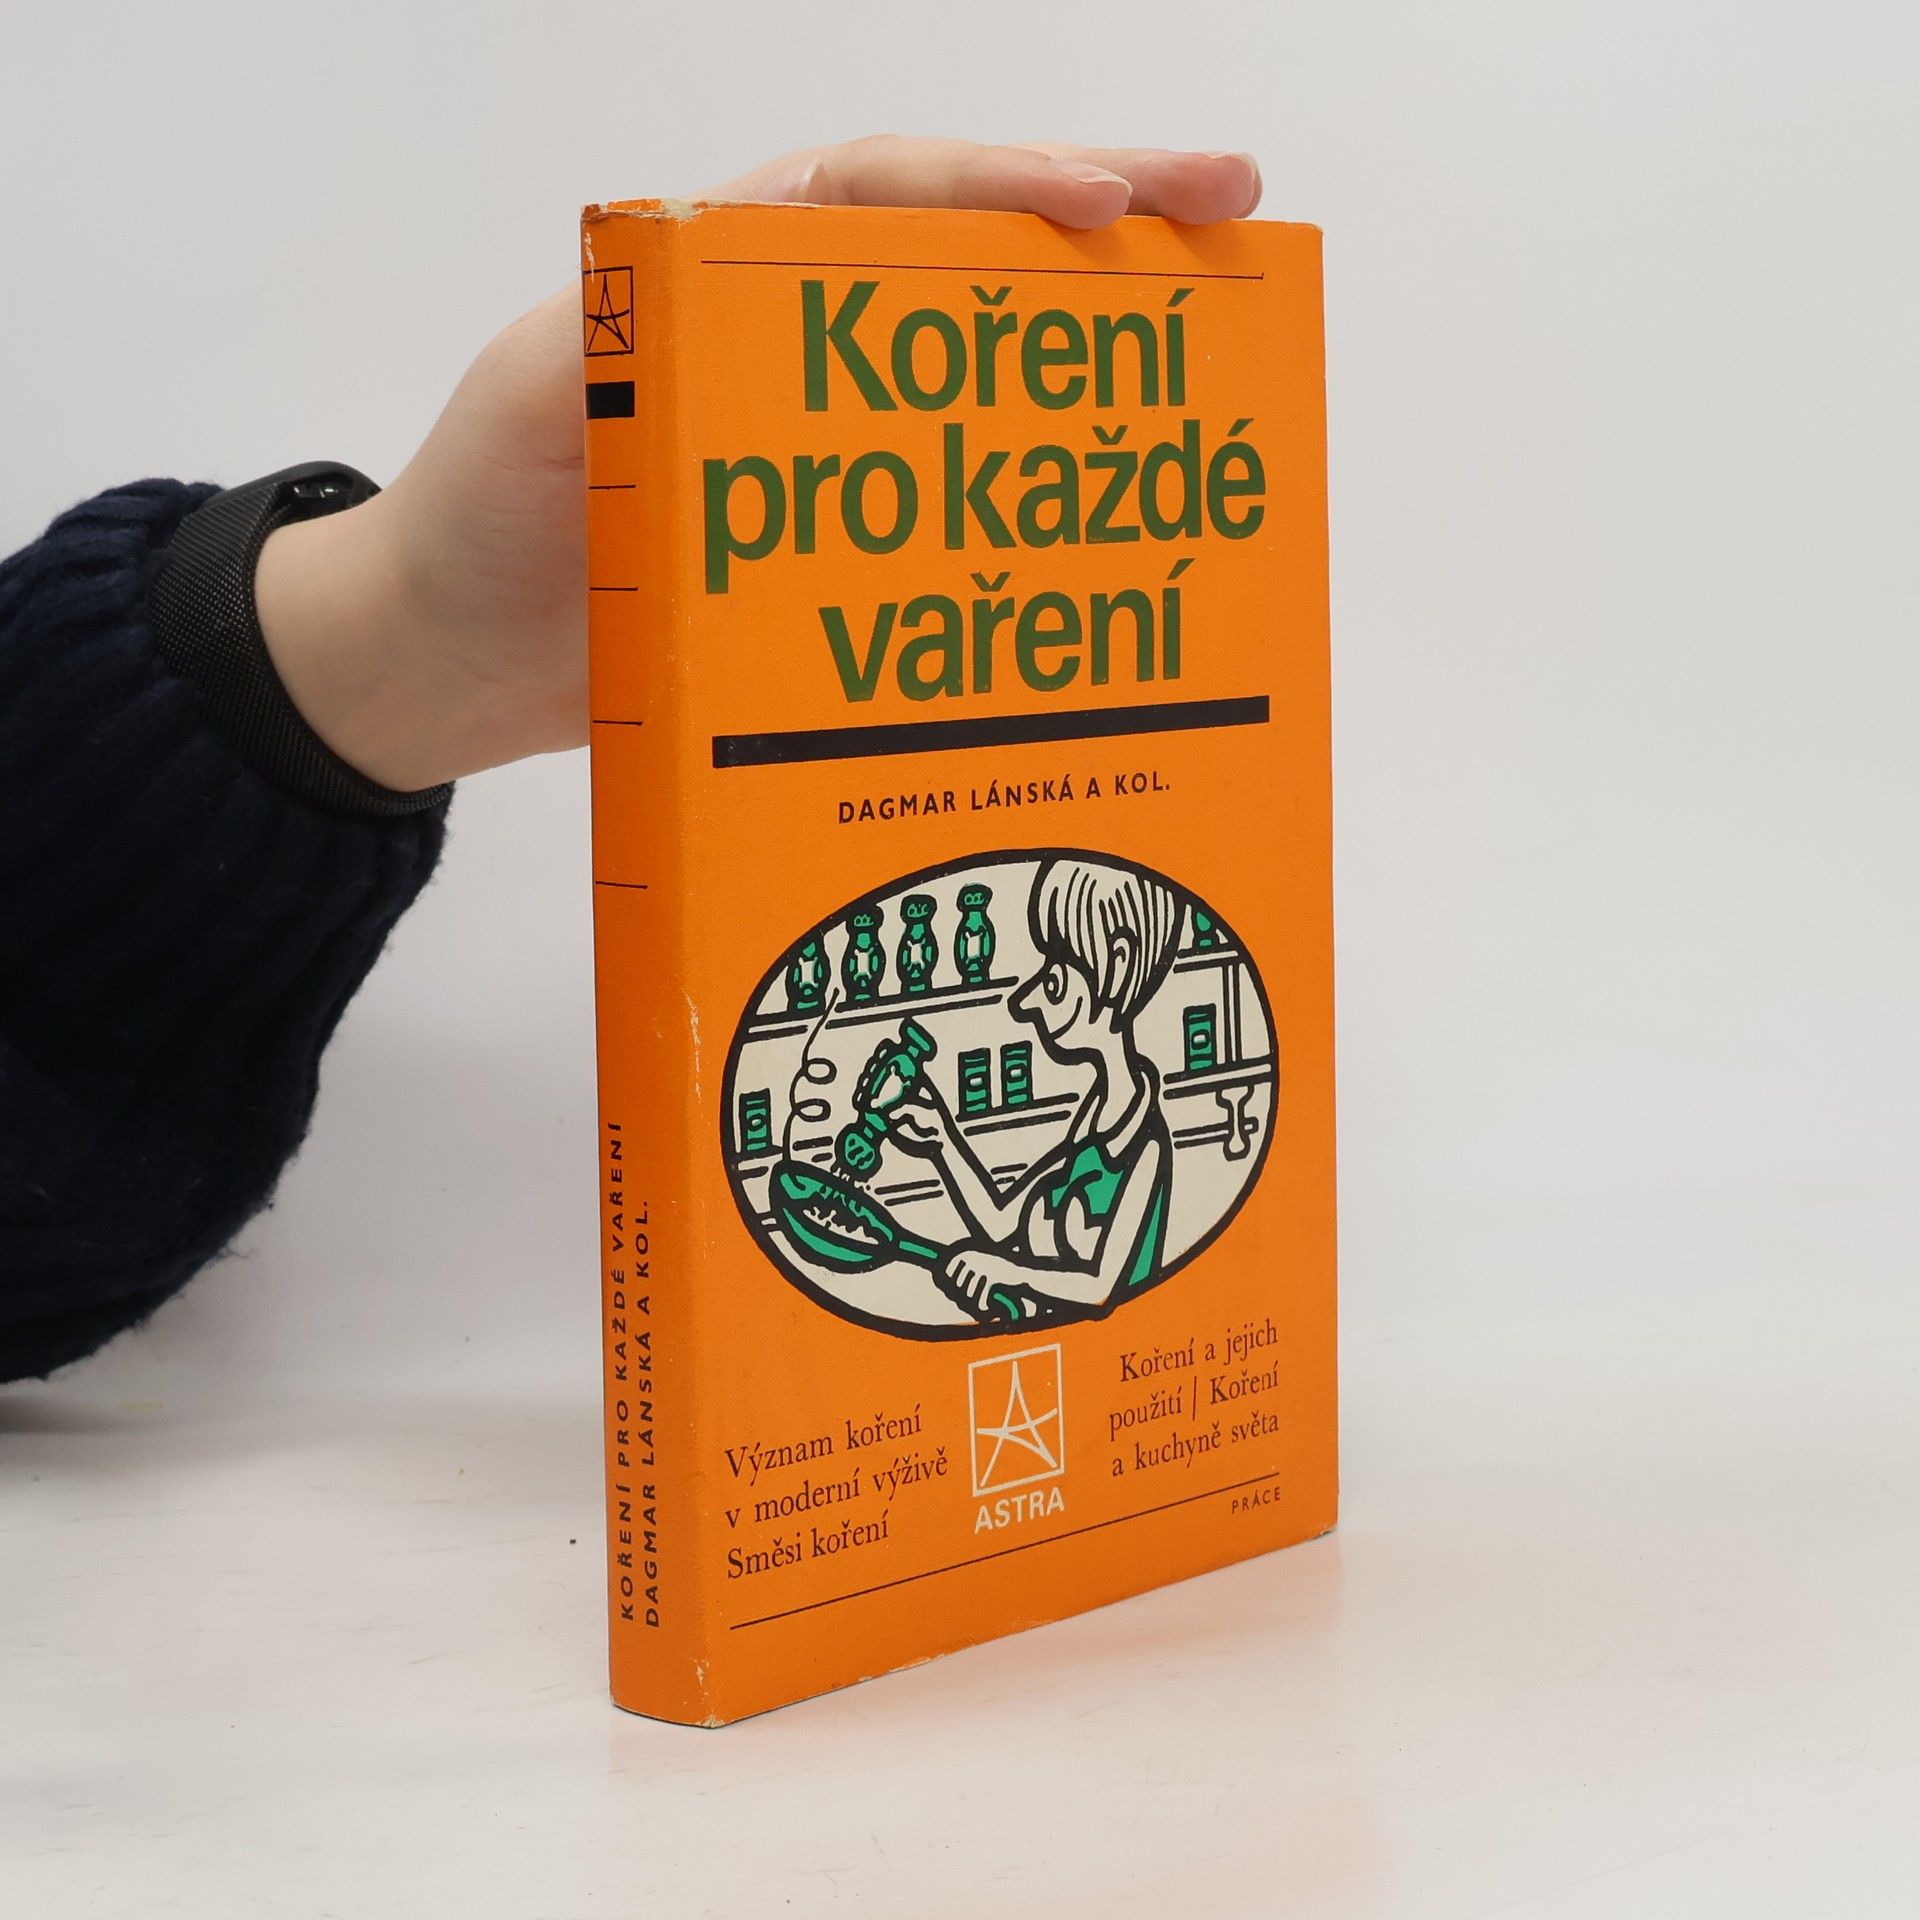 Koření
pro každé
vaření
DAGMAR LÁNSKÁ A KOL.
Význam koření
v moderní výživě
Směsi koření
ASTRA
Koření a jejich
použití | Koření
a kuchyně světa
PRÁCE
KOŘENÍ PRO KAŽDÉ VAŘENÍ
DAGMAR LÁNSKÁ A KOL.